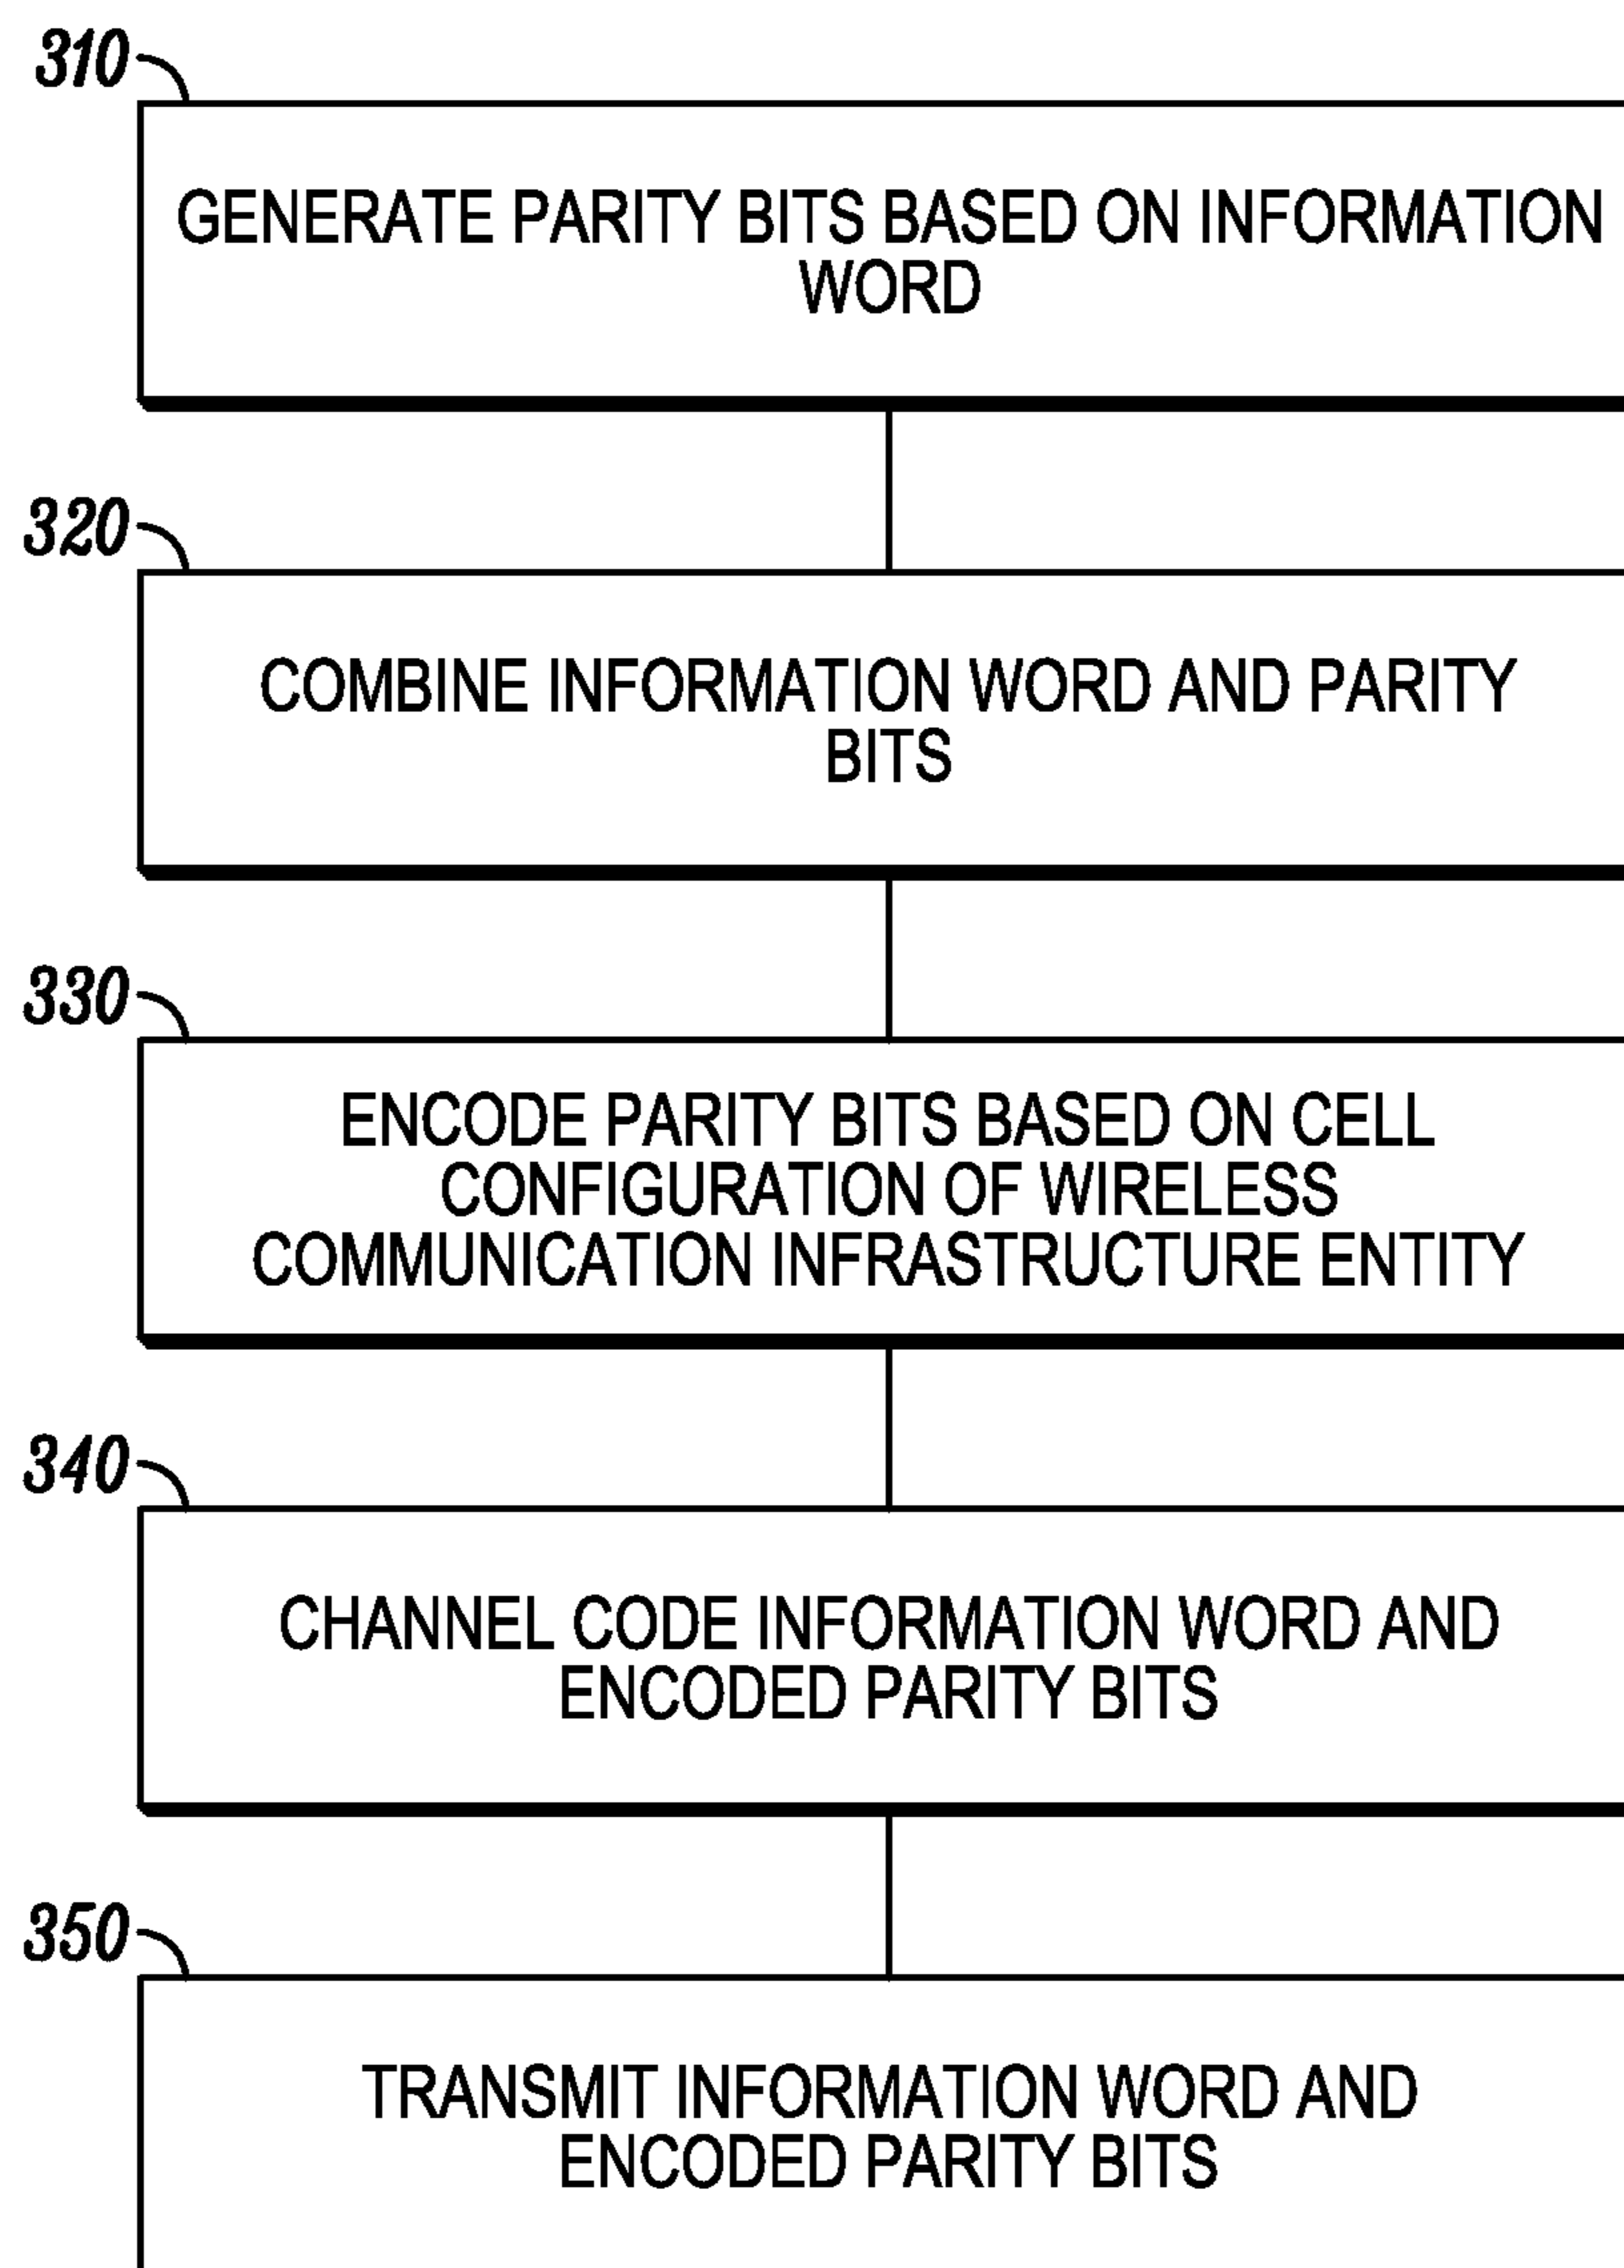 310
GENERATE PARITY BITS BASED ON INFORMATION
WORD
320
COMBINE INFORMATION WORD AND PARITY
BITS
330
ENCODE PARITY BITS BASED ON CELL
CONFIGURATION OF WIRELESS
COMMUNICATION INFRASTRUCTURE ENTITY
340
CHANNEL CODE INFORMATION WORD AND
ENCODED PARITY BITS
350
TRANSMIT INFORMATION WORD AND
ENCODED PARITY BITS